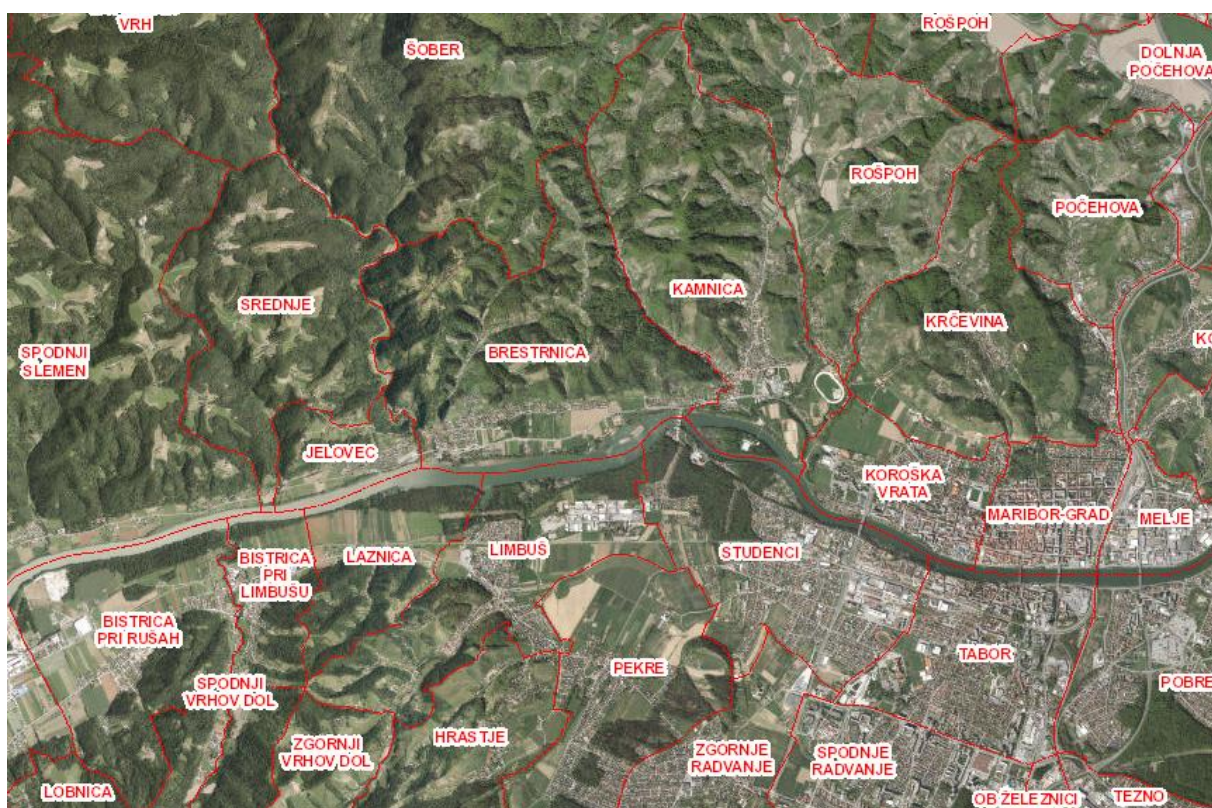 VRH
ŠOBER
ROŠPOH
DOLNJA
POČEHOVA
ROŠPOH
POČEHOVA
KAMNICA
SREDNJE
KRČEVINA
SPODNJI
SLEMEN
BRESTRNICA
JELOVEC
KOROŠKA
VRATA
MARIBOR-GRAD
MELJE
BISTRICA
PRI
LIMBUŠU
LAZNICA
LIMBUŠ
STUDENCI
BISTRICA
PRI RUŠAH
PEKRE
TABOR
SPODNJI
VRHOV DOL
POBRE
ZGORNJI
VRHOV DOL
HRASTJE
ZGORNJE
RADVANJE
SPODNJE
RADVANJE
LOBNICA
OB ŽELEZNICI
TEZNO